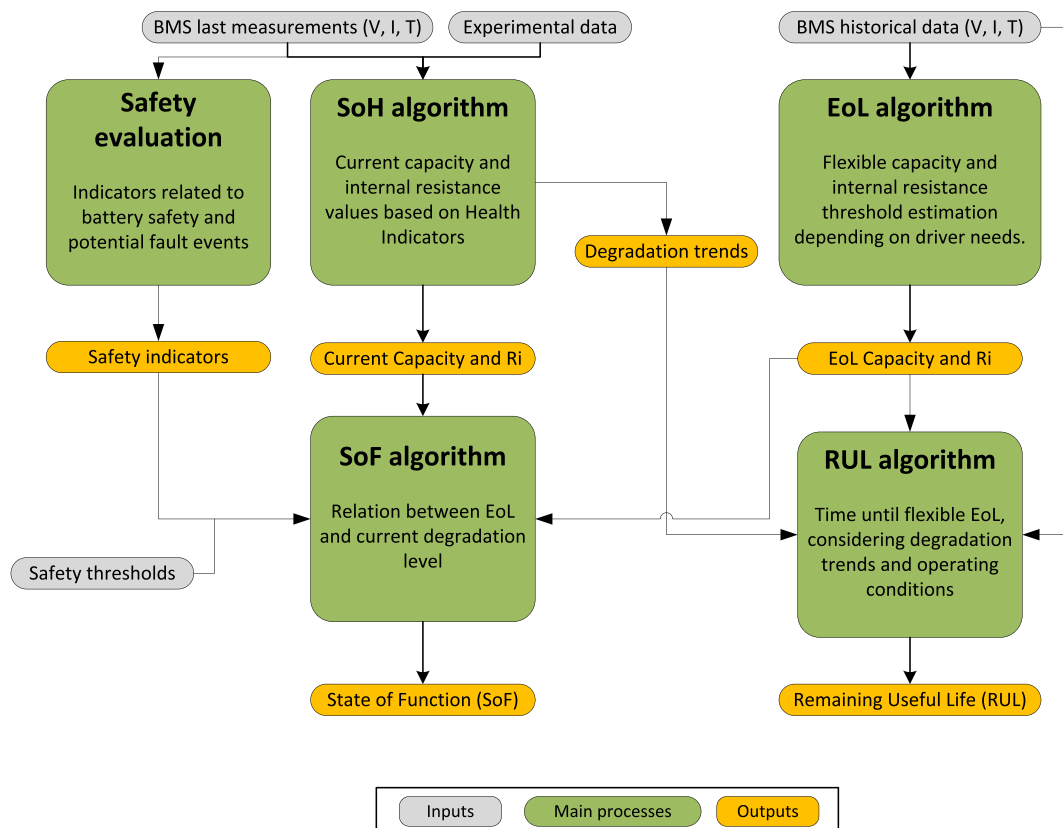 BMS last measurements (V, I, T)
Experimental data
BMS historical data (V, I, T)
Safety
evaluation
Indicators related to
battery safety and
potential fault events
SoH algorithm
Current capacity and
internal resistance
values based on Health
Indicators
EoL algorithm
Flexible capacity and
internal resistance
threshold estimation
depending on driver needs.
Degradation trends
Safety indicators
Current Capacity and Ri
EoL Capacity and Ri
SoF algorithm
Relation between EoL
and current degradation
level
RUL algorithm
Time until flexible EoL,
considering degradation
trends and operating
conditions
Safety thresholds
State of Function (SoF)
Remaining Useful Life (RUL)
Inputs
Main processes
Outputs